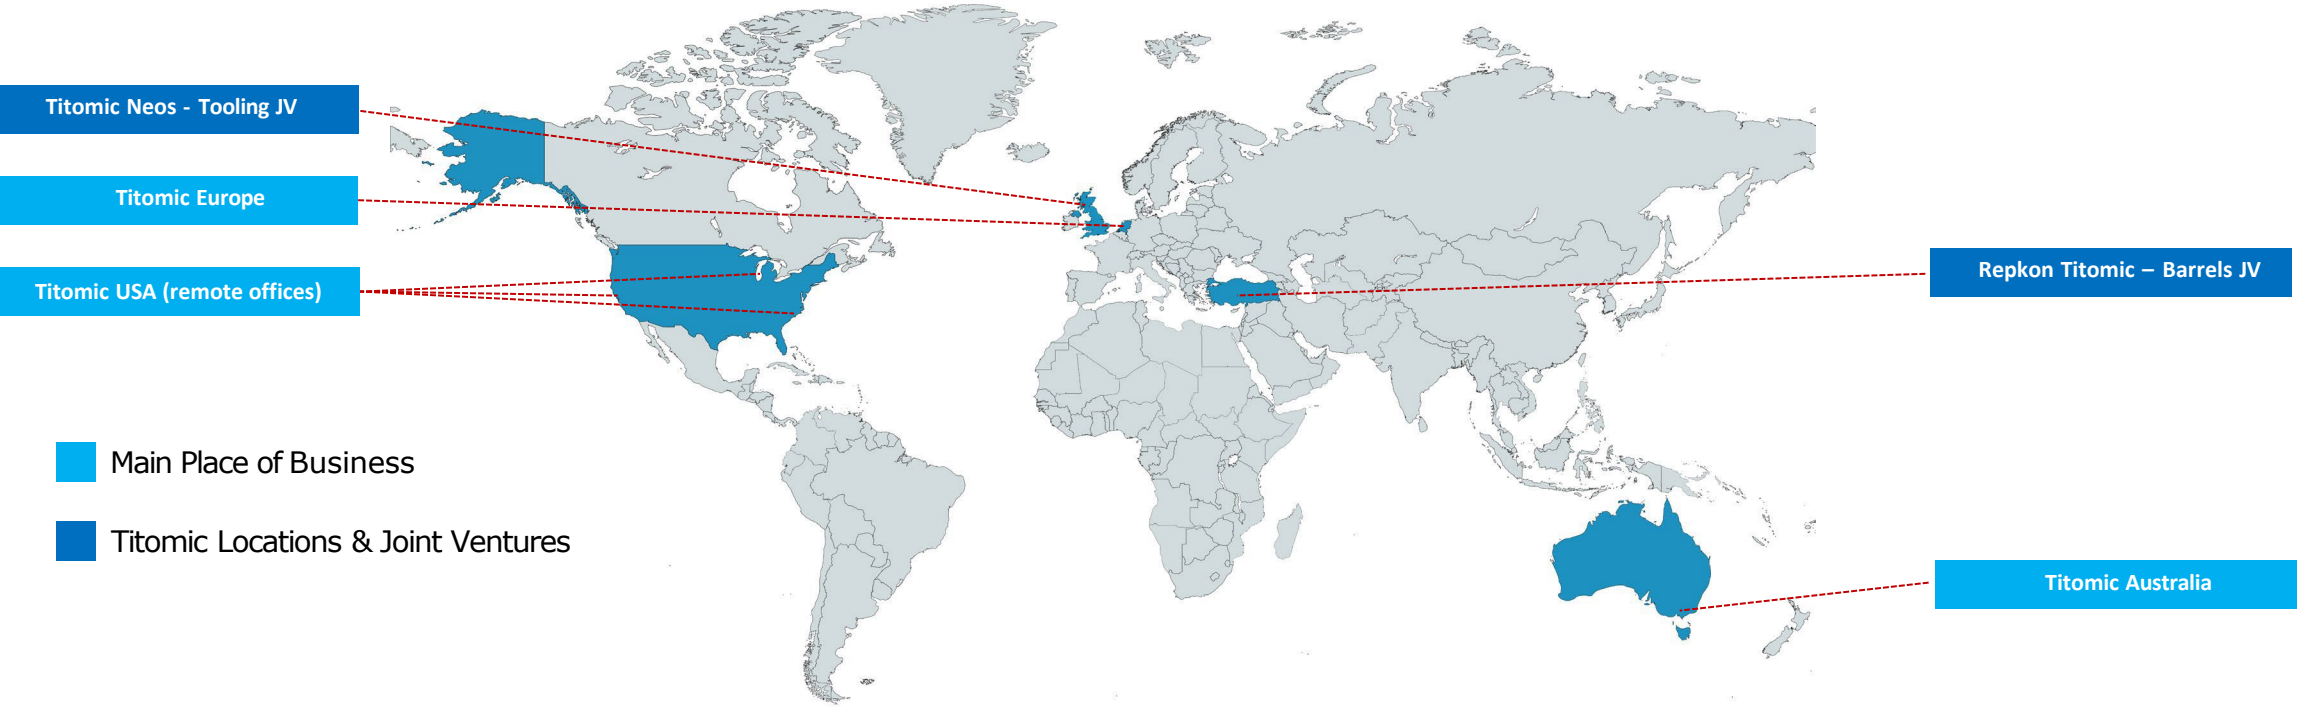 Titomic Neos - Tooling JV
Titomic Europe
Titomic USA (remote offices)
Repkon Titomic – Barrels JV
Titomic Australia
Main Place of Business
Titomic Locations & Joint Ventures